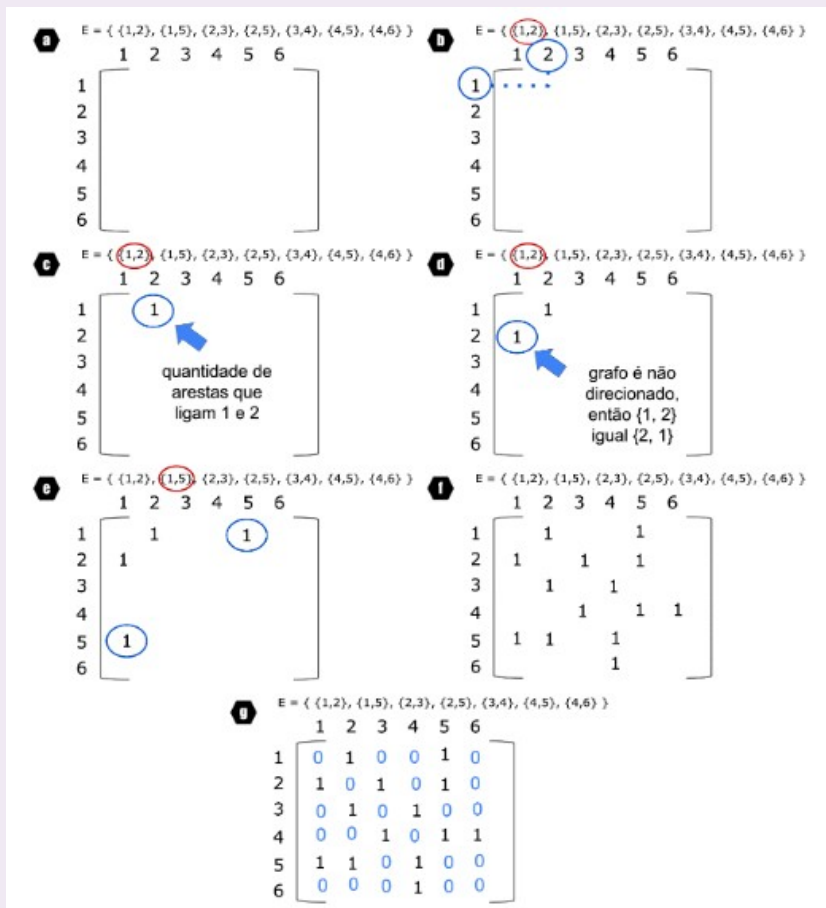 a E = { {1,2}, {1,5}, {2,3}, {2,5}, {3,4}, {4,5}, {4,6} }
1 2 3 4 5 6
1
2
3
4
5
6
b E = { {1,2}, {1,5}, {2,3}, {2,5}, {3,4}, {4,5}, {4,6} }
1 2 3 4 5 6
1
2
3
4
5
6
c E = { {1,2}, {1,5}, {2,3}, {2,5}, {3,4}, {4,5}, {4,6} }
1 2 3 4 5 6
1 1
2
3
4
5
6
quantidade de
arestas que
ligam 1 e 2
d E = { {1,2}, {1,5}, {2,3}, {2,5}, {3,4}, {4,5}, {4,6} }
1 2 3 4 5 6
1 1
2 1
3
4
5
6
grafo é não
direcionado,
então {1, 2}
igual {2, 1}
e E = { {1,2}, {1,5}, {2,3}, {2,5}, {3,4}, {4,5}, {4,6} }
1 2 3 4 5 6
1 1 1
2 1
3
4
5 1
6
f E = { {1,2}, {1,5}, {2,3}, {2,5}, {3,4}, {4,5}, {4,6} }
1 2 3 4 5 6
1 1 1
2 1 1 1
3 1 1
4 1 1 1
5 1 1 1
6 1
g E = { {1,2}, {1,5}, {2,3}, {2,5}, {3,4}, {4,5}, {4,6} }
1 2 3 4 5 6
1 0 1 0 0 1 0
2 1 0 1 0 1 0
3 0 1 0 1 0 0
4 0 0 1 0 1 1
5 1 1 0 1 0 0
6 0 0 0 1 0 0